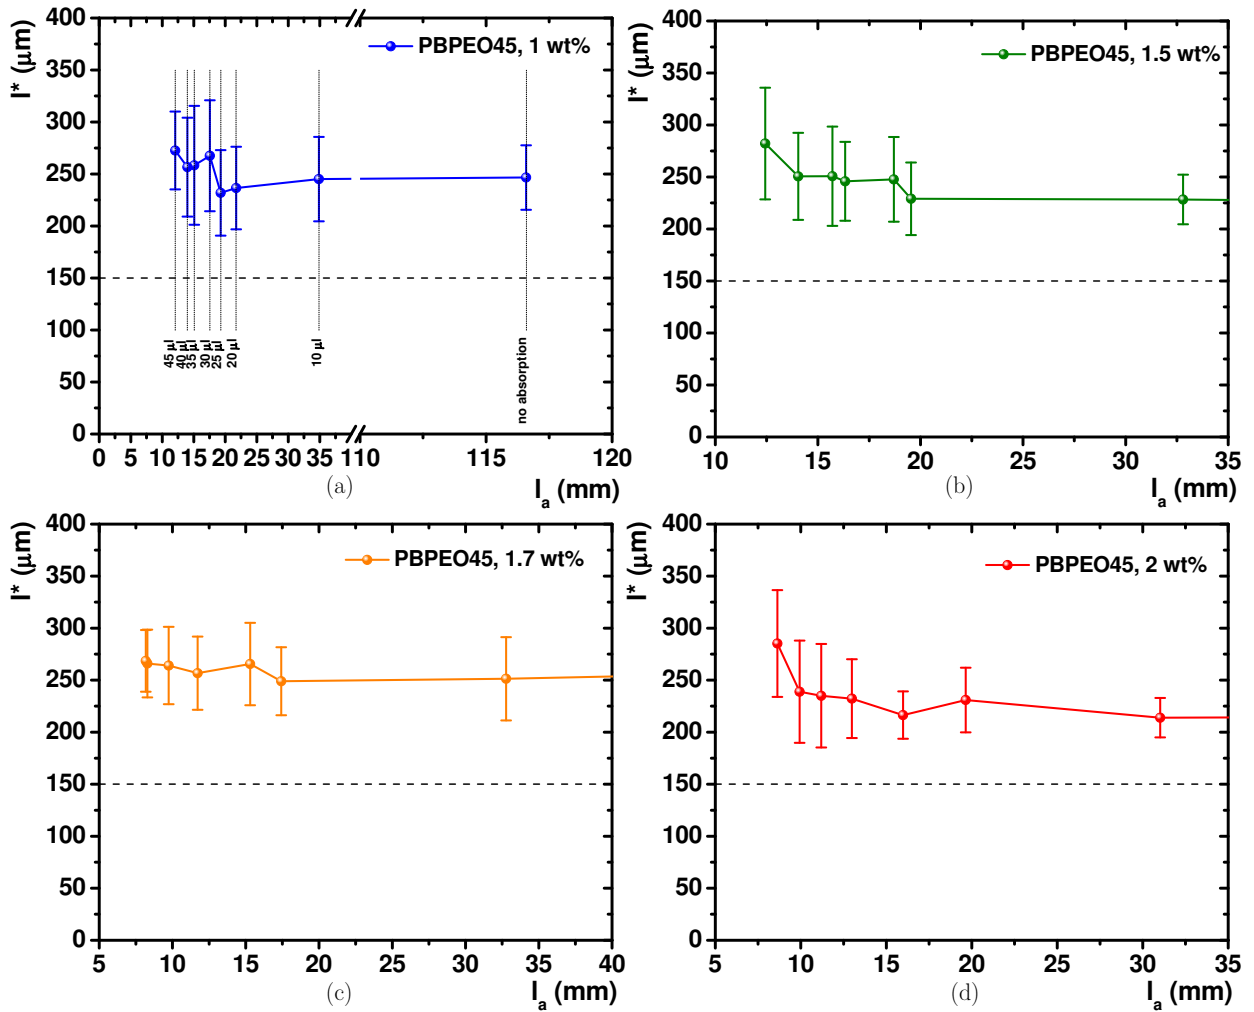 400
350
300
250
200
150
100
50
0
l* (μm)
PBPEO45, 1 wt%
45 μl
40 μl
35 μl
30 μl
25 μl
20 μl
10 μl
no absorption
0 5 10 15 20 25 30 35 110 115 120
(a)
l_a (mm)
400
350
300
250
200
150
100
50
0
l* (μm)
PBPEO45, 1.5 wt%
10 15 20 25 30 35
(b)
l_a (mm)
400
350
300
250
200
150
100
50
0
l* (μm)
PBPEO45, 1.7 wt%
5 10 15 20 25 30 35 40
(c)
l_a (mm)
400
350
300
250
200
150
100
50
0
l* (μm)
PBPEO45, 2 wt%
5 10 15 20 25 30 35
(d)
l_a (mm)